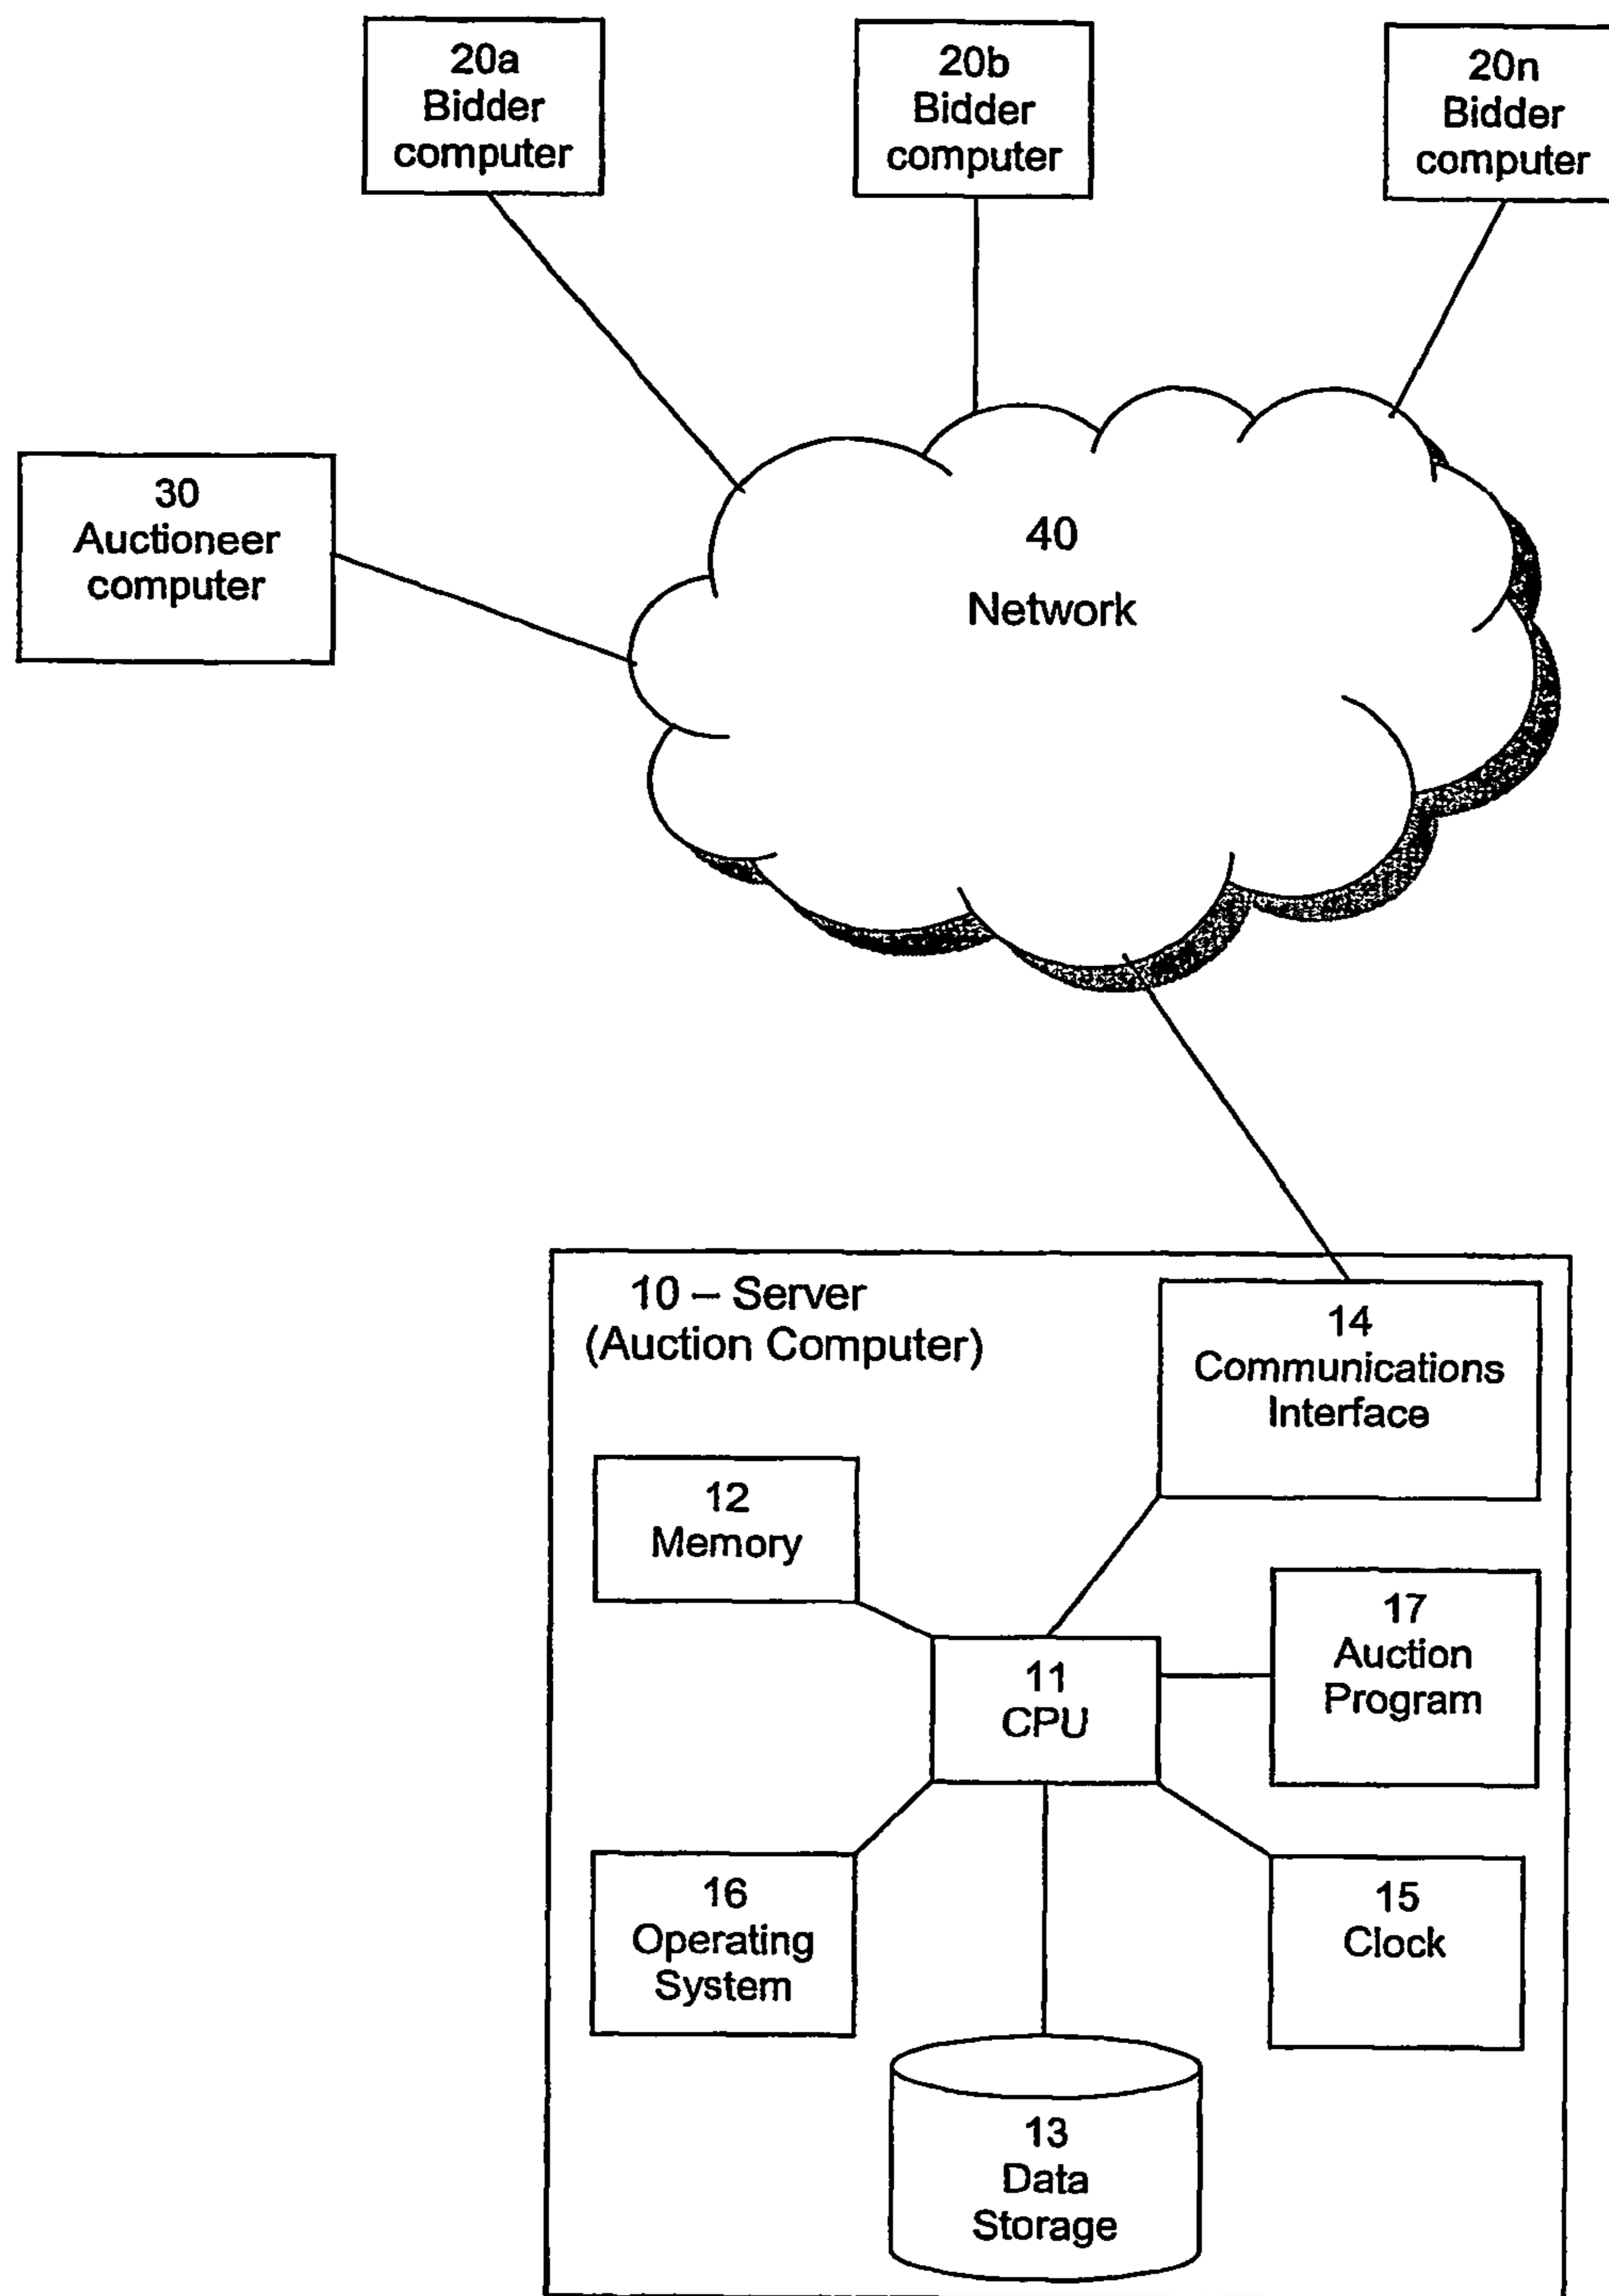 20a
Bidder
computer
20b
Bidder
computer
20n
Bidder
computer
30
Auctioneer
computer
40
Network
10 – Server
(Auction Computer)
14
Communications
Interface
12
Memory
17
Auction
Program
11
CPU
16
Operating
System
15
Clock
13
Data
Storage